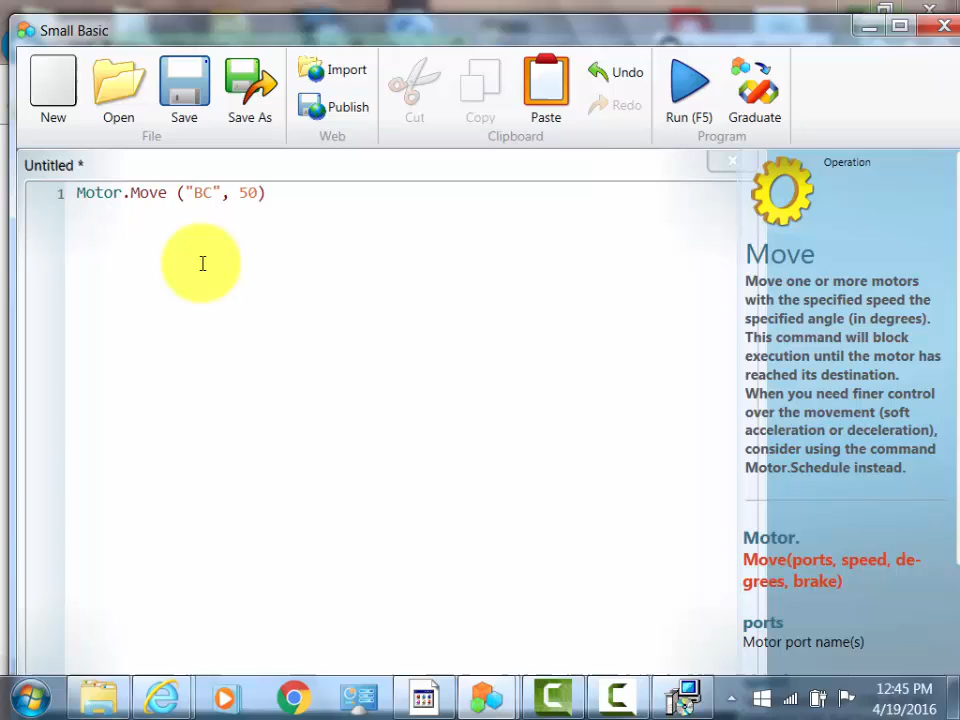 Small Basic
New
Open
Save
Save As
File
Import
Publish
Web
Cut
Copy
Paste
Clipboard
Undo
Redo
Run (F5)
Graduate
Program
Untitled *
1 Motor.Move ("BC", 50)
Operation
Move
Move one or more motors
with the specified speed the
specified angle (in degrees).
This command will block
execution until the motor has
reached its destination.
When you need finer control
over the movement (soft
acceleration or deceleration),
consider using the command
Motor.Schedule instead.
Motor.
Move(ports, speed, de-
grees, brake)
ports
Motor port name(s)
12:45 PM
4/19/2016